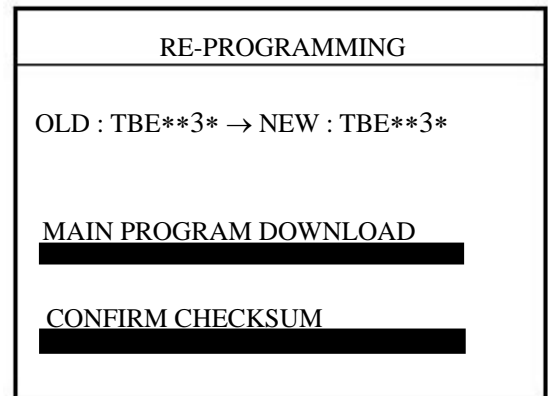 RE-PROGRAMMING
OLD : TBE**3* → NEW : TBE**3*
MAIN PROGRAM DOWNLOAD
CONFIRM CHECKSUM